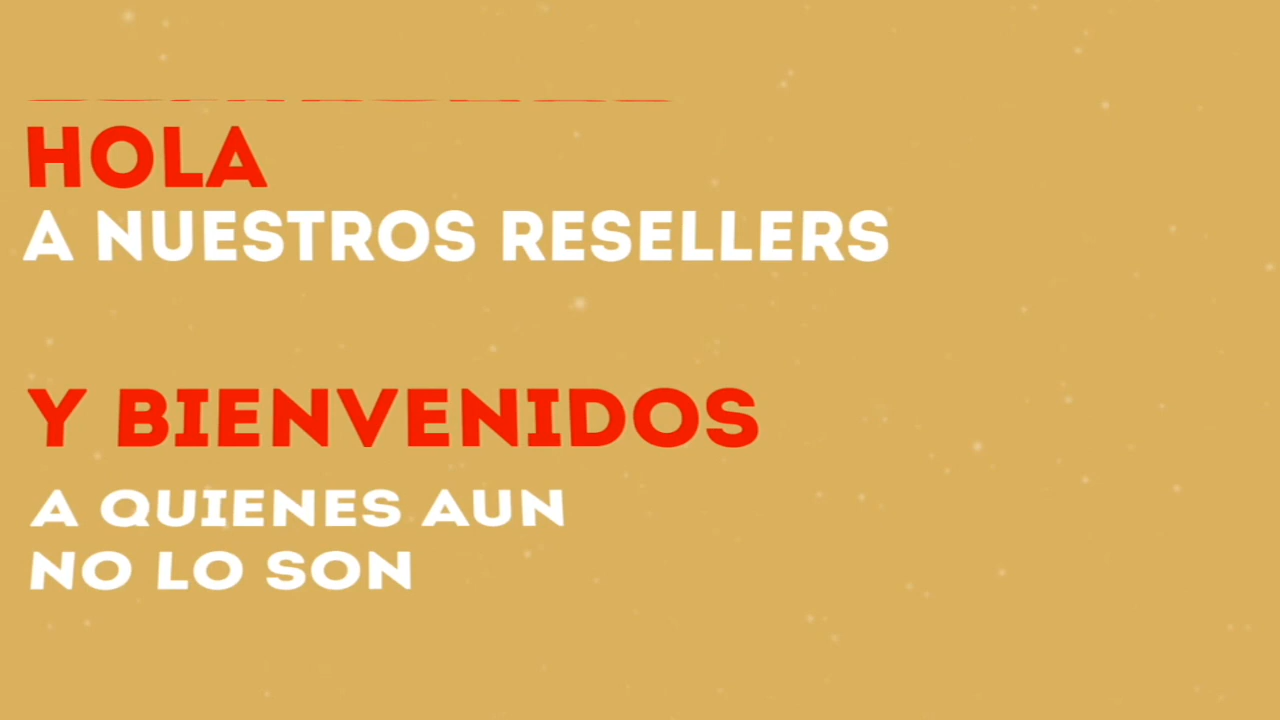 HOLA
A NUESTROS RESELLERS
Y BIENVENIDOS
A QUIENES AUN
NO LO SON